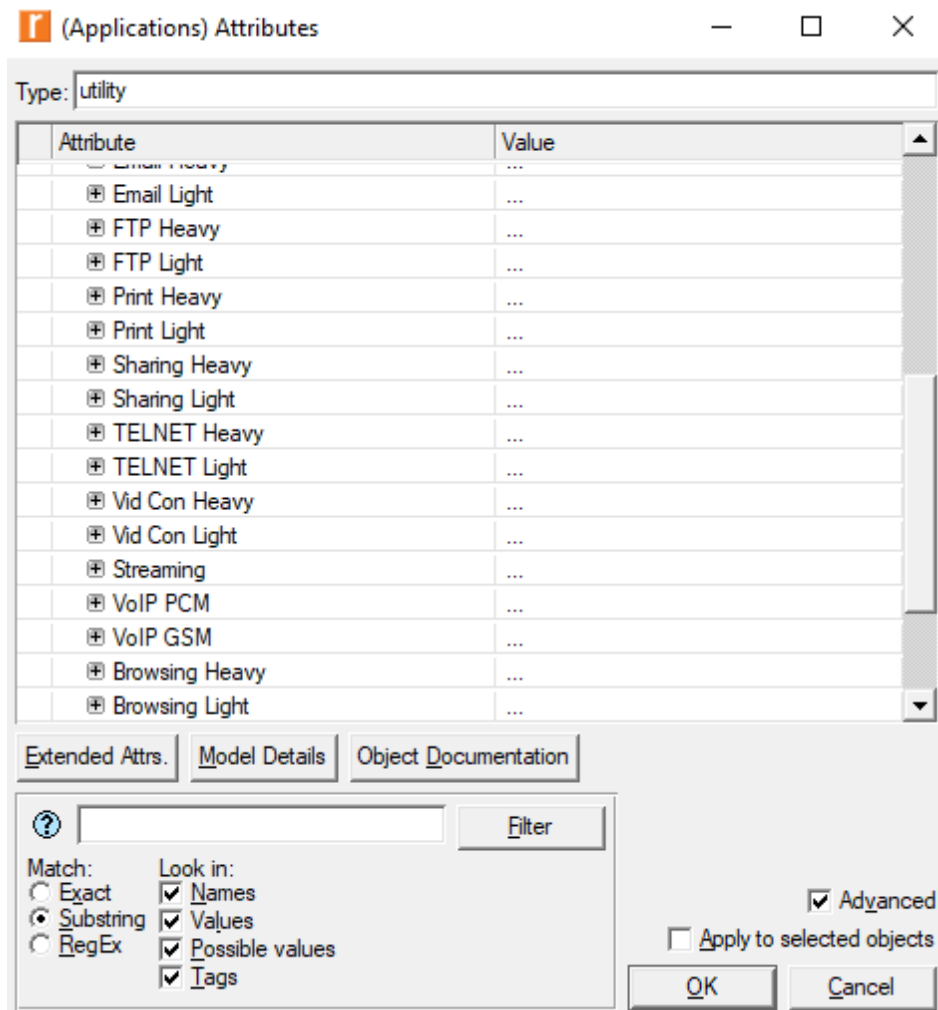 (Applications) Attributes
Type: utility
Attribute Value
...
Email Light ...
FTP Heavy ...
FTP Light ...
Print Heavy ...
Print Light ...
Sharing Heavy ...
Sharing Light ...
TELNET Heavy ...
TELNET Light ...
Vid Con Heavy ...
Vid Con Light ...
Streaming ...
VoIP PCM ...
VoIP GSM ...
Browsing Heavy ...
Browsing Light ...
Extended Attrs. Model Details Object Documentation
Filter
Match: Look in:
Exact Names
Substring Values
RegEx Possible values
Tags
Advanced
Apply to selected objects
OK Cancel